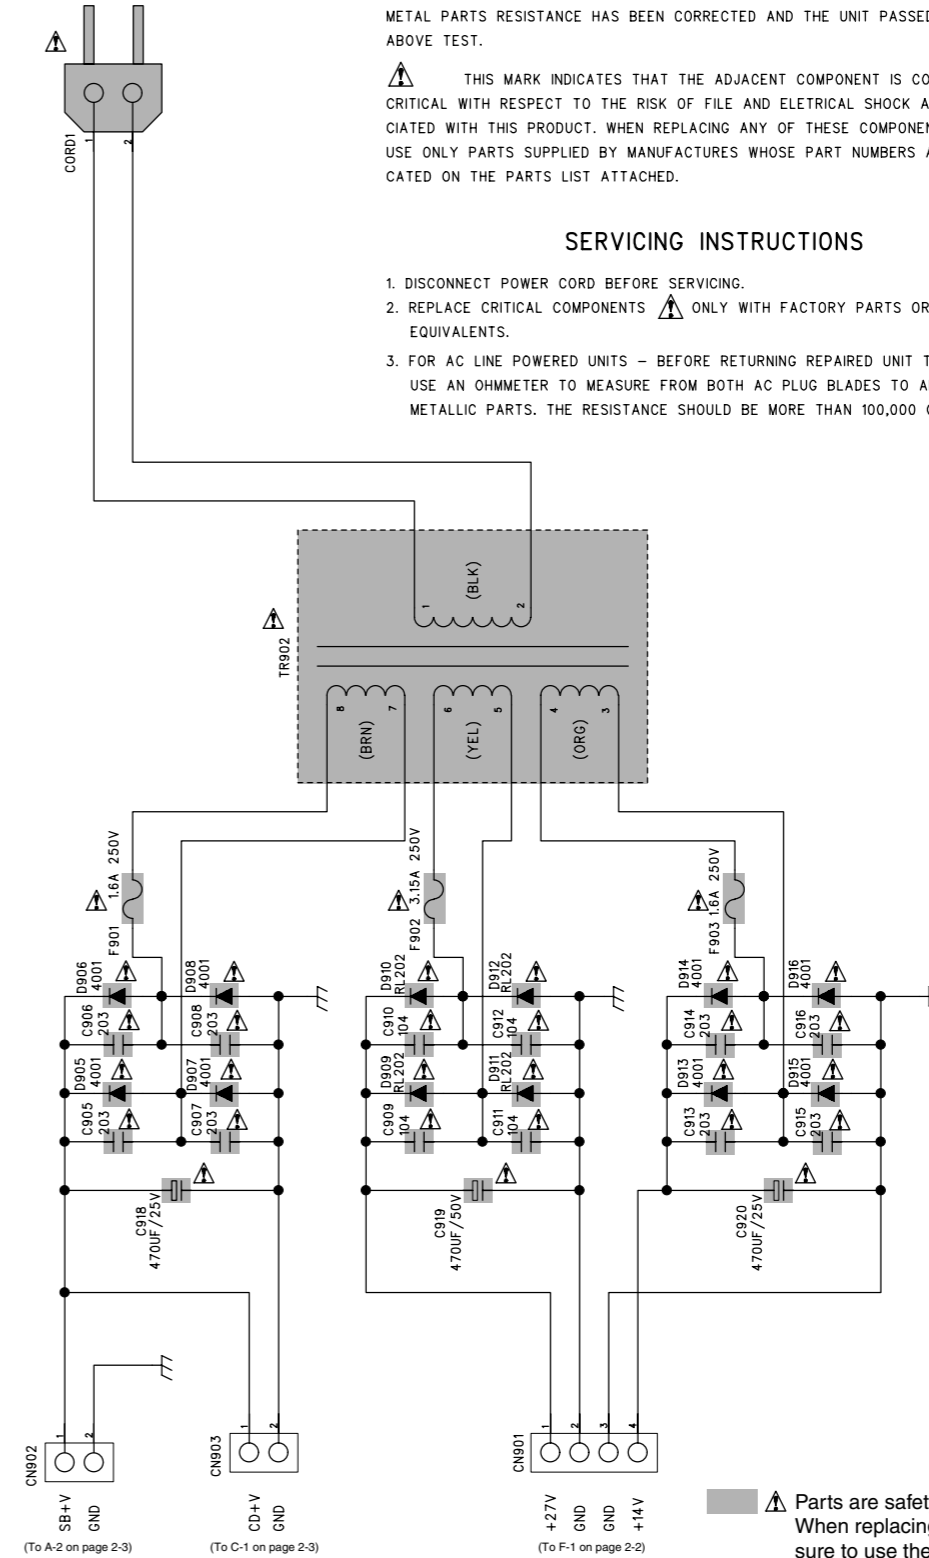 METAL PARTS RESISTANCE HAS BEEN CORRECTED AND THE UNIT PASSED
ABOVE TEST.
THIS MARK INDICATES THAT THE ADJACENT COMPONENT IS CO
CRITICAL WITH RESPECT TO THE RISK OF FILE AND ELETRICAL SHOCK A
CIATED WITH THIS PRODUCT. WHEN REPLACING ANY OF THESE COMPONEN
USE ONLY PARTS SUPPLIED BY MANUFACTURES WHOSE PART NUMBERS A
CATED ON THE PARTS LIST ATTACHED.
SERVICING INSTRUCTIONS
1. DISCONNECT POWER CORD BEFORE SERVICING.
2. REPLACE CRITICAL COMPONENTS ONLY WITH FACTORY PARTS OR
EQUIVALENTS.
3. FOR AC LINE POWERED UNITS – BEFORE RETURNING REPAIRED UNIT T
USE AN OHMMETER TO MEASURE FROM BOTH AC PLUG BLADES TO A
METALLIC PARTS. THE RESISTANCE SHOULD BE MORE THAN 100,000
CORD1
1
2
(BLK)
1
2
TR902
8
7
(BRN)
6
5
(YEL)
4
3
(ORG)
F901
1.6A 250V
F902
3.15A 250V
F903
1.6A 250V
D906
4001
D908
4001
C906
203
C908
203
D905
4001
D907
4001
C905
203
C907
203
C918
470UF/25V
D910
RL202
D912
RL202
C910
104
C912
104
D909
RL202
D911
RL202
C909
104
C911
104
C919
470UF/50V
D914
4001
D916
4001
C914
203
C916
203
D913
4001
D915
4001
C913
203
C915
203
C920
470UF/25V
CN902
1
2
SB+V
GND
(To A-2 on page 2-3)
CN903
1
2
CD+V
GND
(To C-1 on page 2-3)
CN901
1
2
3
4
+27V
GND
GND
+14V
(To F-1 on page 2-2)
Parts are safet
When replacing
sure to use the